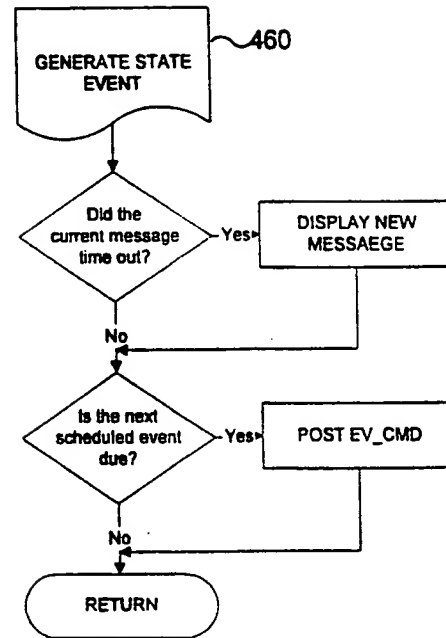 GENERATE STATE
EVENT
460
Did the
current message
time out?
Yes
DISPLAY NEW
MESSAEGE
No
Is the next
scheduled event
due?
Yes
POST EV_CMD
No
RETURN